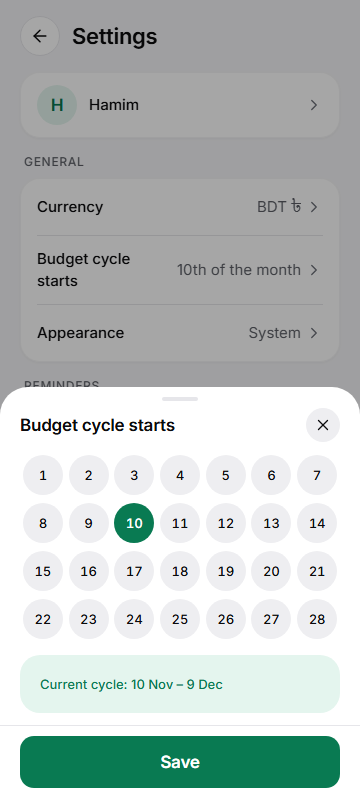 Settings
H
Hamim
GENERAL
Currency
BDT ৳
Budget cycle
starts
10th of the month
Appearance
System
REMINDERS
Budget cycle starts
1 2 3 4 5 6 7
8 9 10 11 12 13 14
15 16 17 18 19 20 21
22 23 24 25 26 27 28
Current cycle: 10 Nov – 9 Dec
Save